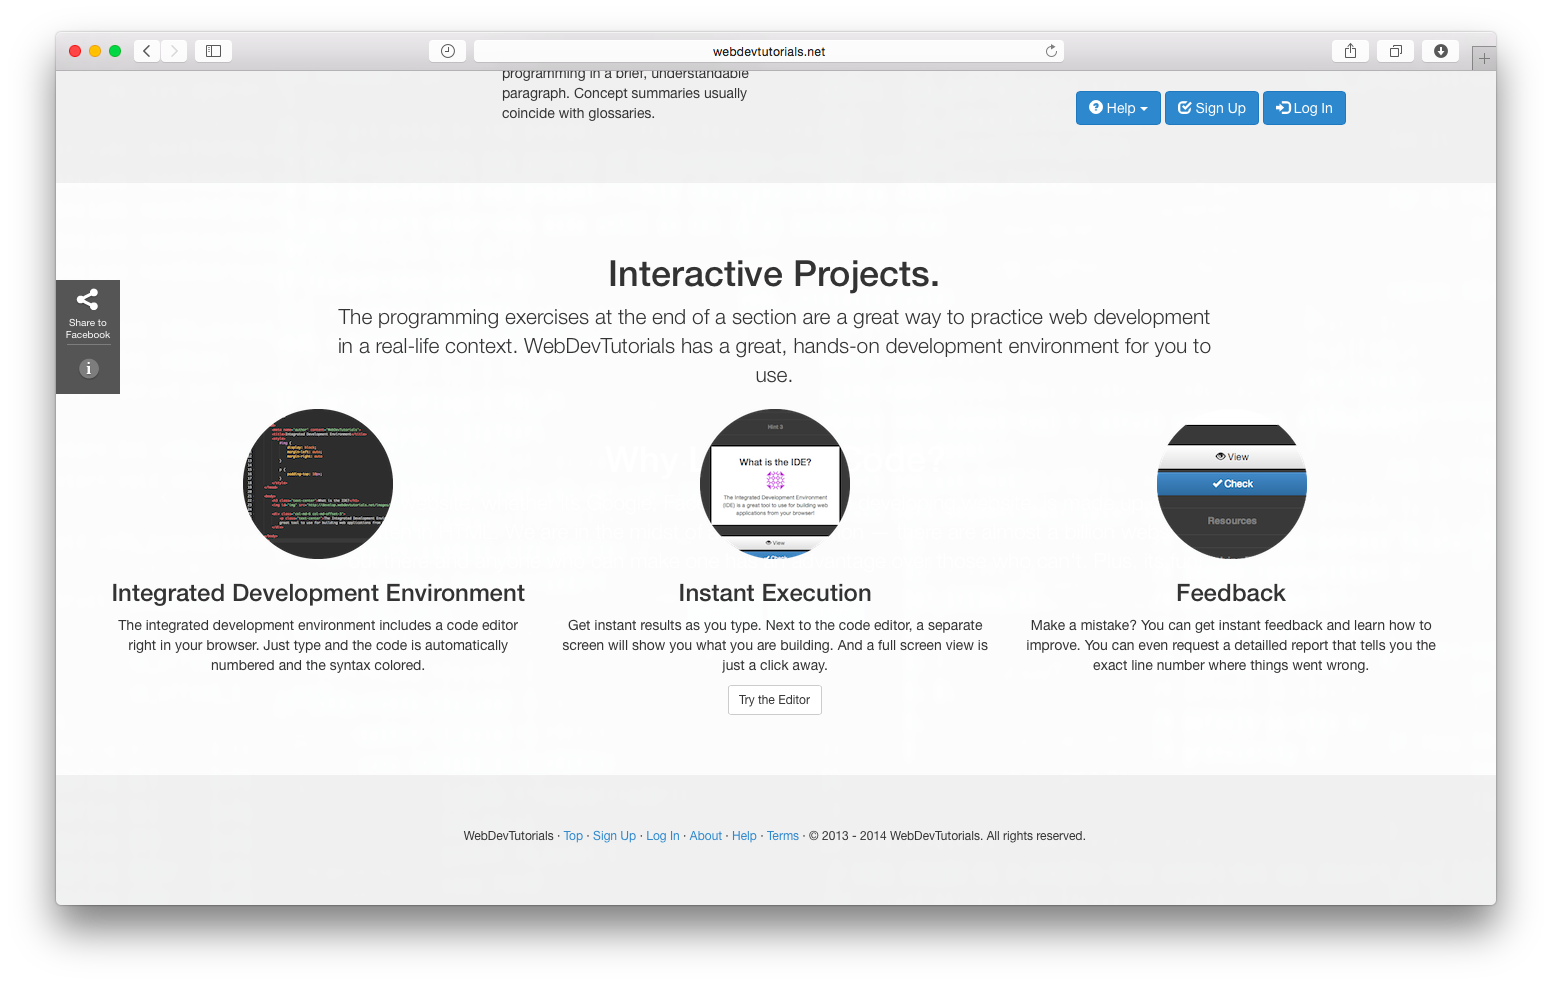 webdevtutorials.net
programming in a brief, understandable
paragraph. Concept summaries usually
coincide with glossaries.
Help
Sign Up
Log In
Share to
Facebook
Interactive Projects.
The programming exercises at the end of a section are a great way to practice web development
in a real-life context. WebDevTutorials has a great, hands-on development environment for you to
use.
Hint 3
What is the IDE?
The Integrated Development Environment
(IDE) is a great tool to use for building web
applications from your browser!
View
View
Check
Resources
Integrated Development Environment
The integrated development environment includes a code editor
right in your browser. Just type and the code is automatically
numbered and the syntax colored.
Instant Execution
Get instant results as you type. Next to the code editor, a separate
screen will show you what you are building. And a full screen view is
just a click away.
Try the Editor
Feedback
Make a mistake? You can get instant feedback and learn how to
improve. You can even request a detailled report that tells you the
exact line number where things went wrong.
WebDevTutorials · Top · Sign Up · Log In · About · Help · Terms · © 2013 - 2014 WebDevTutorials. All rights reserved.